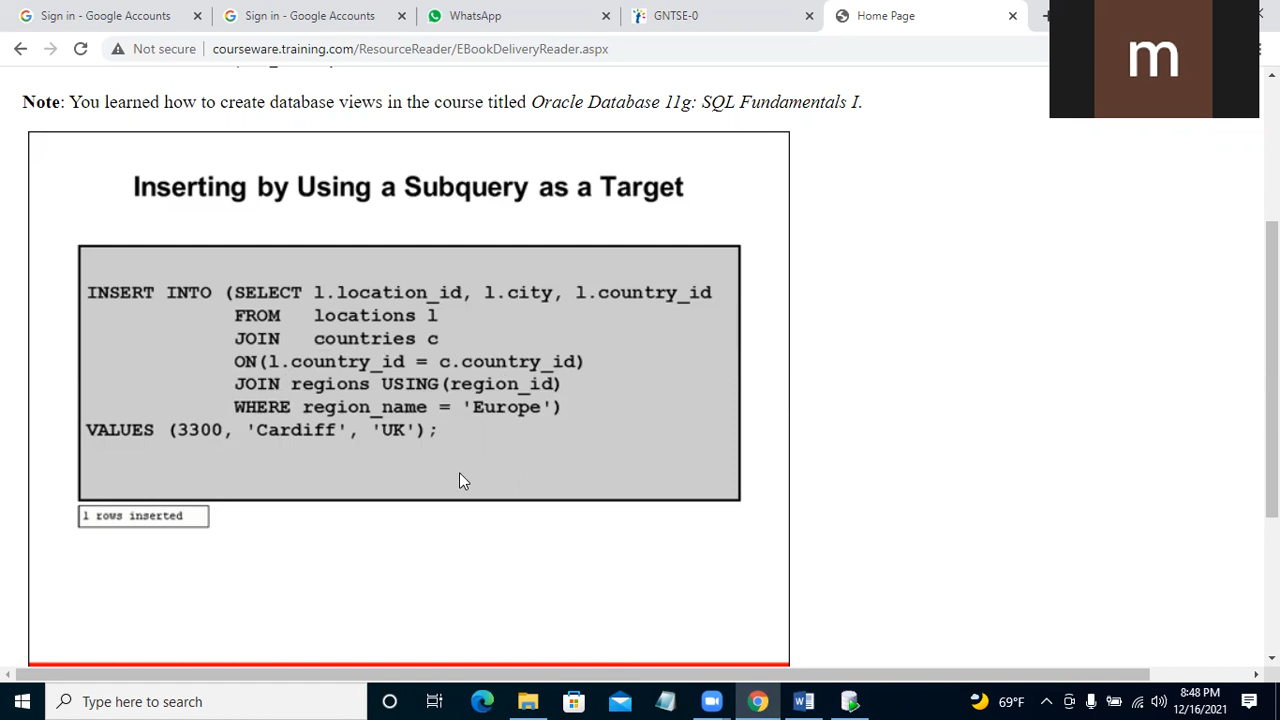 Sign in - Google Accounts
Sign in - Google Accounts
WhatsApp
GNTSE-0
Home Page
Not secure courseware.training.com/ResourceReader/EBookDeliveryReader.aspx
m
Note: You learned how to create database views in the course titled Oracle Database 11g: SQL Fundamentals I.
Inserting by Using a Subquery as a Target
INSERT INTO (SELECT l.location_id, l.city, l.country_id
FROM locations l
JOIN countries c
ON(l.country_id = c.country_id)
JOIN regions USING(region_id)
WHERE region_name = 'Europe')
VALUES (3300, 'Cardiff', 'UK');
1 rows inserted
Type here to search
69°F
8:48 PM
12/16/2021